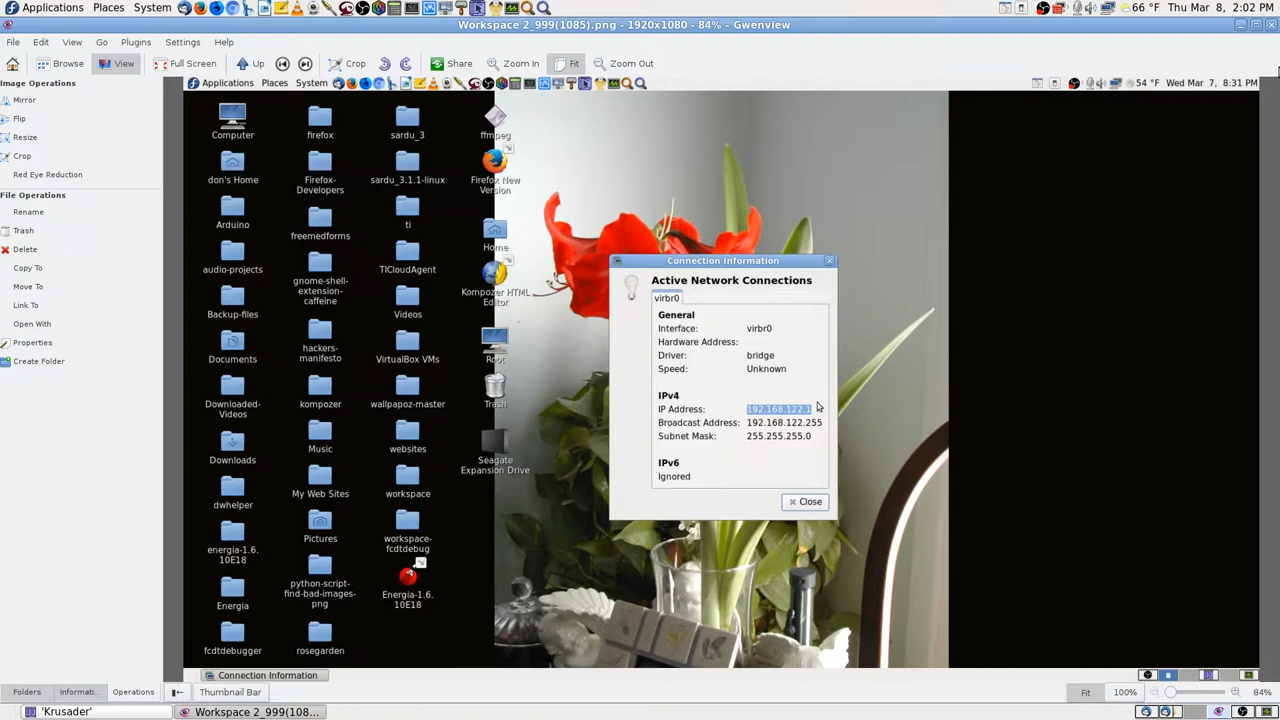 Applications Places System 66 °F Thu Mar 8, 2:02 PM
Workspace 2_999(1085).png - 1920x1080 - 84% - Gwenview
File Edit View Go Plugins Settings Help
Browse View Full Screen Up Crop Share Zoom In Fit Zoom Out
Image Operations
Mirror
Flip
Resize
Crop
Red Eye Reduction
File Operations
Rename
Trash
Delete
Copy To
Move To
Link To
Open With
Properties
Create Folder
Applications Places System 54 °F Wed Mar 7, 8:31 PM
Computer
don's Home
Arduino
audio-projects
Backup-files
Documents
Downloaded-
Videos
Downloads
dwhelper
energia-1.6.
10E18
Energia
fcdtdebugger
firefox
Firefox-
Developers
freemedforms
gnome-shell-
extension-
caffeine
hackers-
manifesto
kompozer
Music
My Web Sites
Pictures
python-script-
find-bad-images-
png
rosegarden
sardu_3
sardu_3.1.1-linux
ti
TICloudAgent
Videos
VirtualBox VMs
wallpapoz-master
websites
workspace
workspace-
fcdtdebug
Energia-1.6.
10E18
ffmpeg
Firefox New
Version
Home
Kompozer HTML
Editor
Root
Trash
Seagate
Expansion Drive
Connection Information
Active Network Connections
virbr0
General
Interface: virbr0
Hardware Address:
Driver: bridge
Speed: Unknown
IPv4
IP Address: 192.168.122.1
Broadcast Address: 192.168.122.255
Subnet Mask: 255.255.255.0
IPv6
Ignored
Close
Connection Information
Folders Informati... Operations Thumbnail Bar Fit 100% 84%
'Krusader' Workspace 2_999(108...